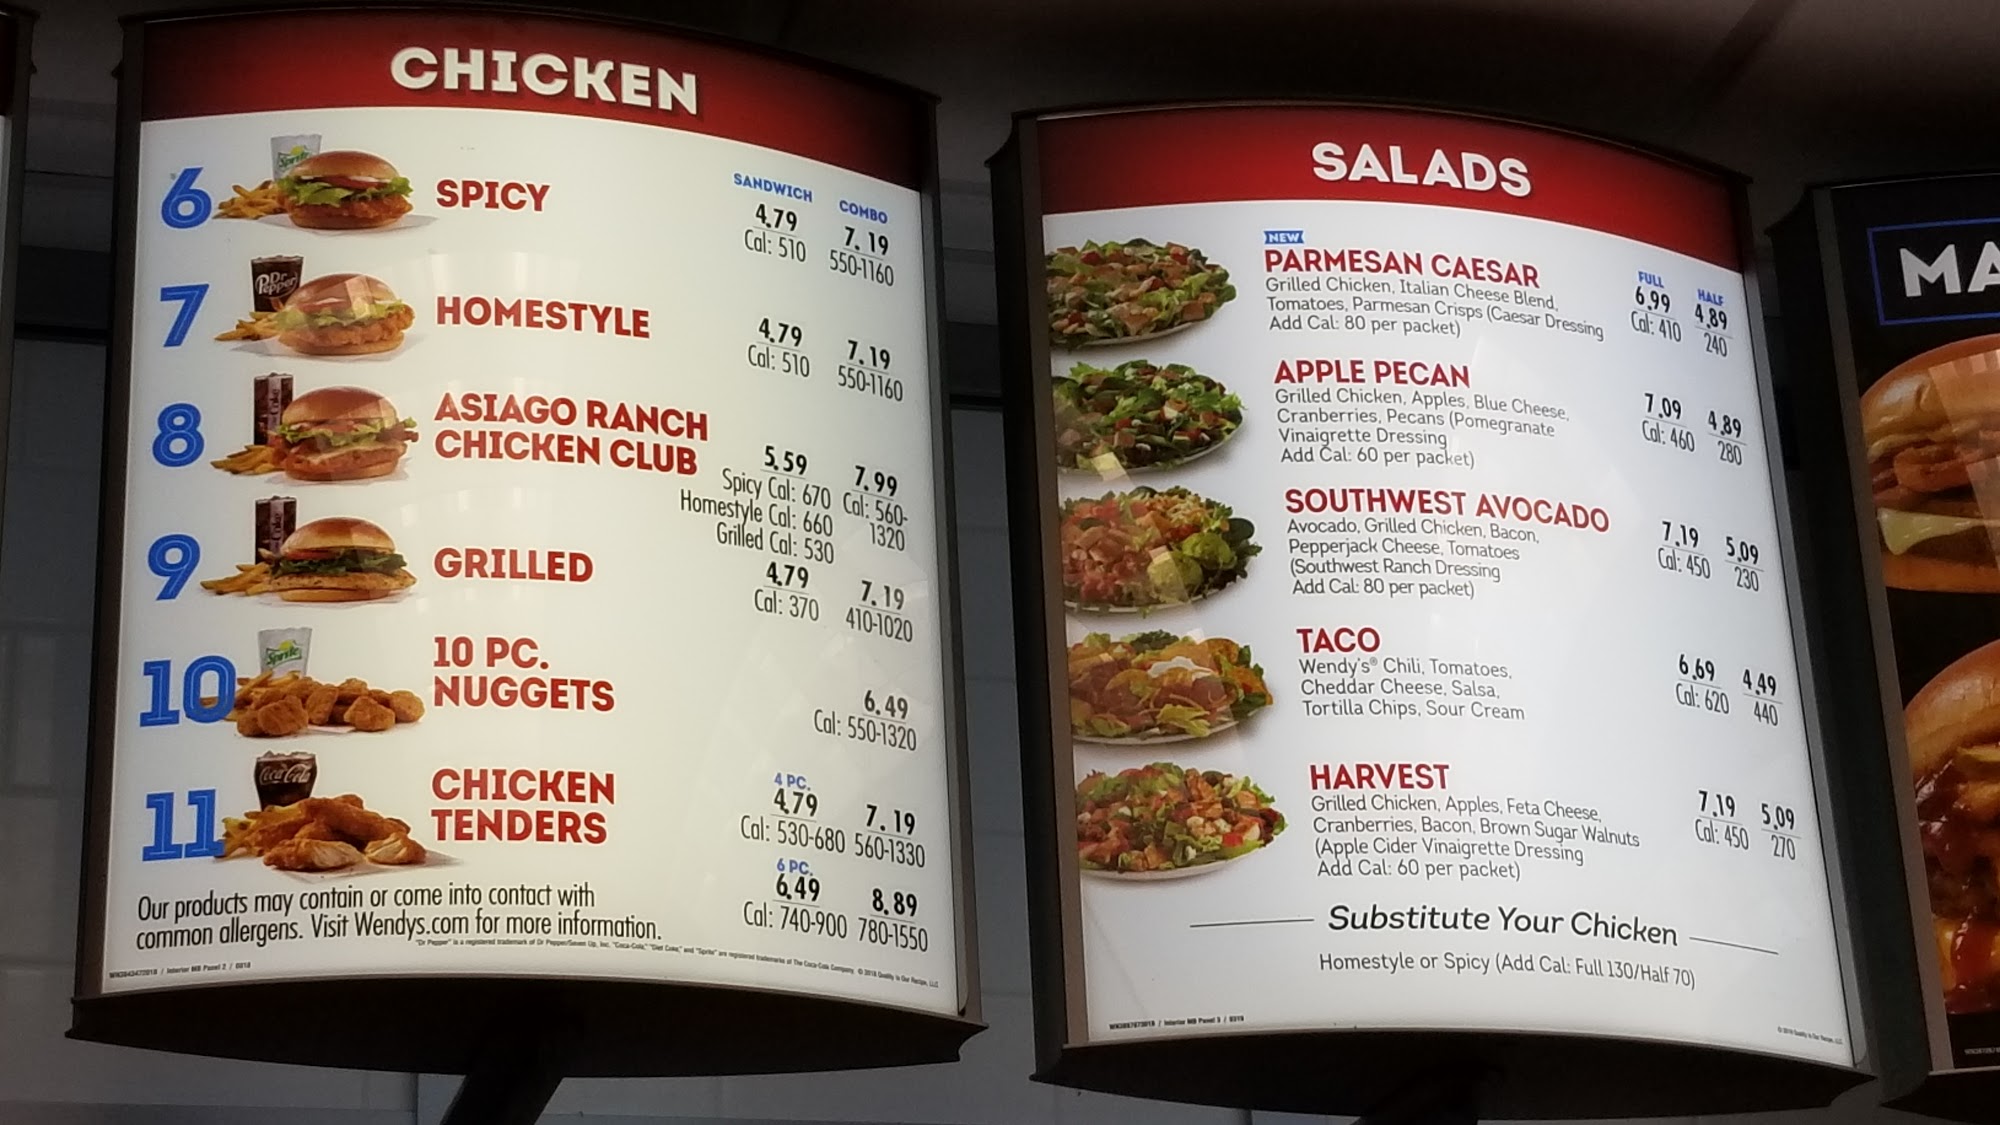 CHICKEN
SANDWICH COMBO
6 SPICY 4.79 7.19
Cal: 510 550-1160
7 HOMESTYLE 4.79 7.19
Cal: 510 550-1160
8 ASIAGO RANCH
CHICKEN CLUB 5.59 7.99
Spicy Cal: 670 Cal: 560-
Homestyle Cal: 660 1320
Grilled Cal: 530
9 GRILLED 4.79 7.19
Cal: 370 410-1020
10 10 PC.
NUGGETS 6.49
Cal: 550-1320
11 CHICKEN
TENDERS
4 PC.
4.79 7.19
Cal: 530-680 560-1330
6 PC.
6.49 8.89
Cal: 740-900 780-1550
Our products may contain or come into contact with
common allergens. Visit Wendys.com for more information.
Sprite
Dr Pepper
Coke
Coke
Sprite
Coca-Cola
SALADS
FULL HALF
NEW
PARMESAN CAESAR 6.99 4.89
Grilled Chicken, Italian Cheese Blend, Cal: 410 240
Tomatoes, Parmesan Crisps (Caesar Dressing
Add Cal: 80 per packet)
APPLE PECAN 7.09 4.89
Grilled Chicken, Apples, Blue Cheese, Cal: 460 280
Cranberries, Pecans (Pomegranate
Vinaigrette Dressing
Add Cal: 60 per packet)
SOUTHWEST AVOCADO 7.19 5.09
Avocado, Grilled Chicken, Bacon, Cal: 450 230
Pepperjack Cheese, Tomatoes
(Southwest Ranch Dressing
Add Cal: 80 per packet)
TACO 6.69 4.49
Wendy's® Chili, Tomatoes, Cal: 620 440
Cheddar Cheese, Salsa,
Tortilla Chips, Sour Cream
HARVEST 7.19 5.09
Grilled Chicken, Apples, Feta Cheese, Cal: 450 270
Cranberries, Bacon, Brown Sugar Walnuts
(Apple Cider Vinaigrette Dressing
Add Cal: 60 per packet)
Substitute Your Chicken
Homestyle or Spicy (Add Cal: Full 130/Half 70)
MA